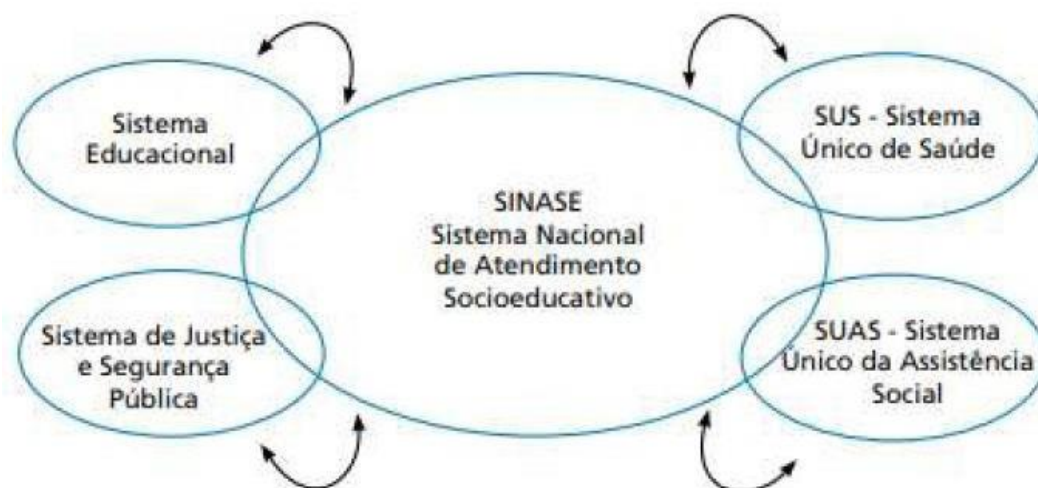 Sistema
Educacional
SUS - Sistema
Único de Saúde
SINASE
Sistema Nacional
de Atendimento
Socioeducativo
Sistema de Justiça
e Segurança
Pública
SUAS - Sistema
Único da Assistência
Social